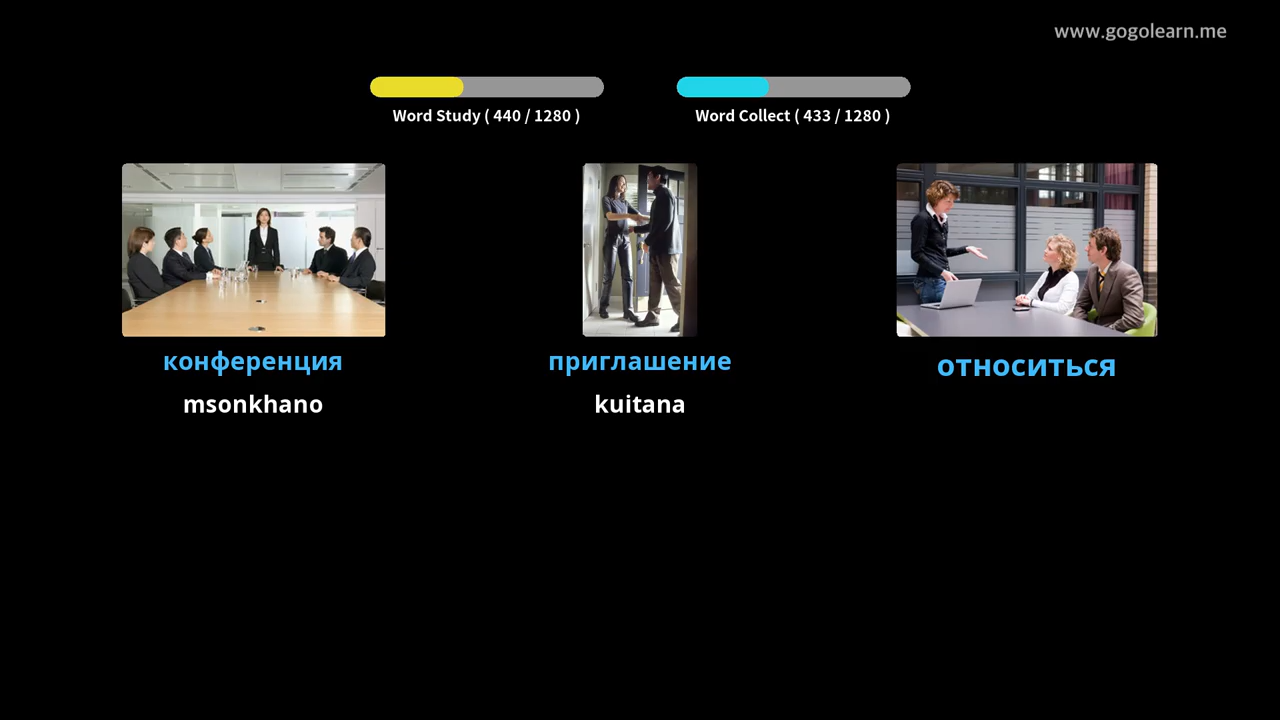 www.gogolearn.me
Word Study ( 440 / 1280 )
Word Collect ( 433 / 1280 )
конференция
приглашение
относиться
msonkhano
kuitana